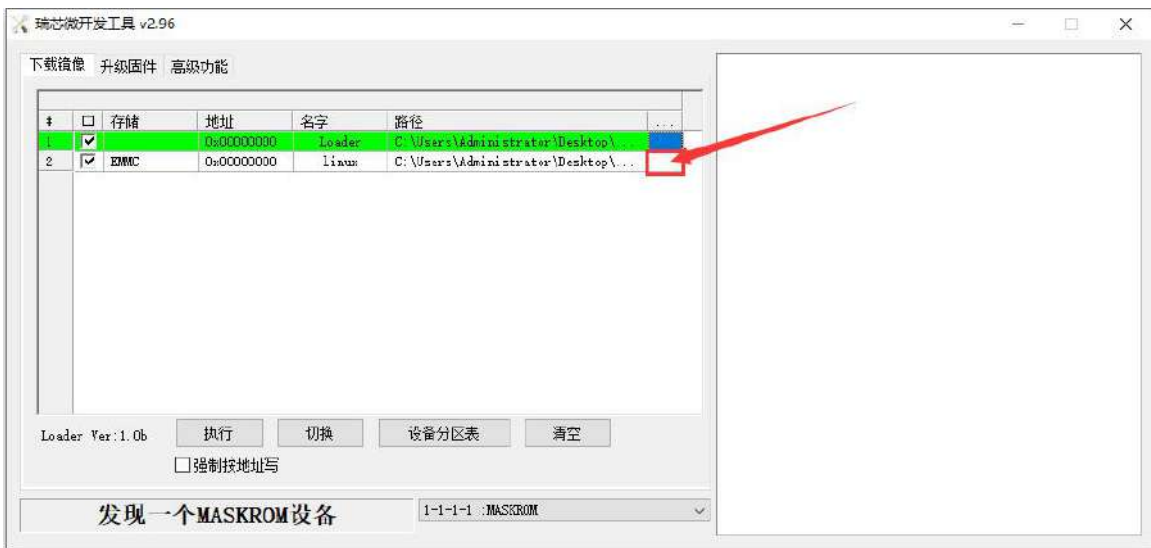 瑞芯微开发工具 v2.96
下载镜像 升级固件 高级功能
# 存储 地址 名字 路径 ...
1 0x00000000 Loader C:\Users\Administrator\Desktop\...
2 EMMC 0x00000000 linux C:\Users\Administrator\Desktop\...
Loader Ver:1.0b 执行 切换 设备分区表 清空
强制按地址写
发现一个MASKROM设备 1-1-1-1 :MASKROM